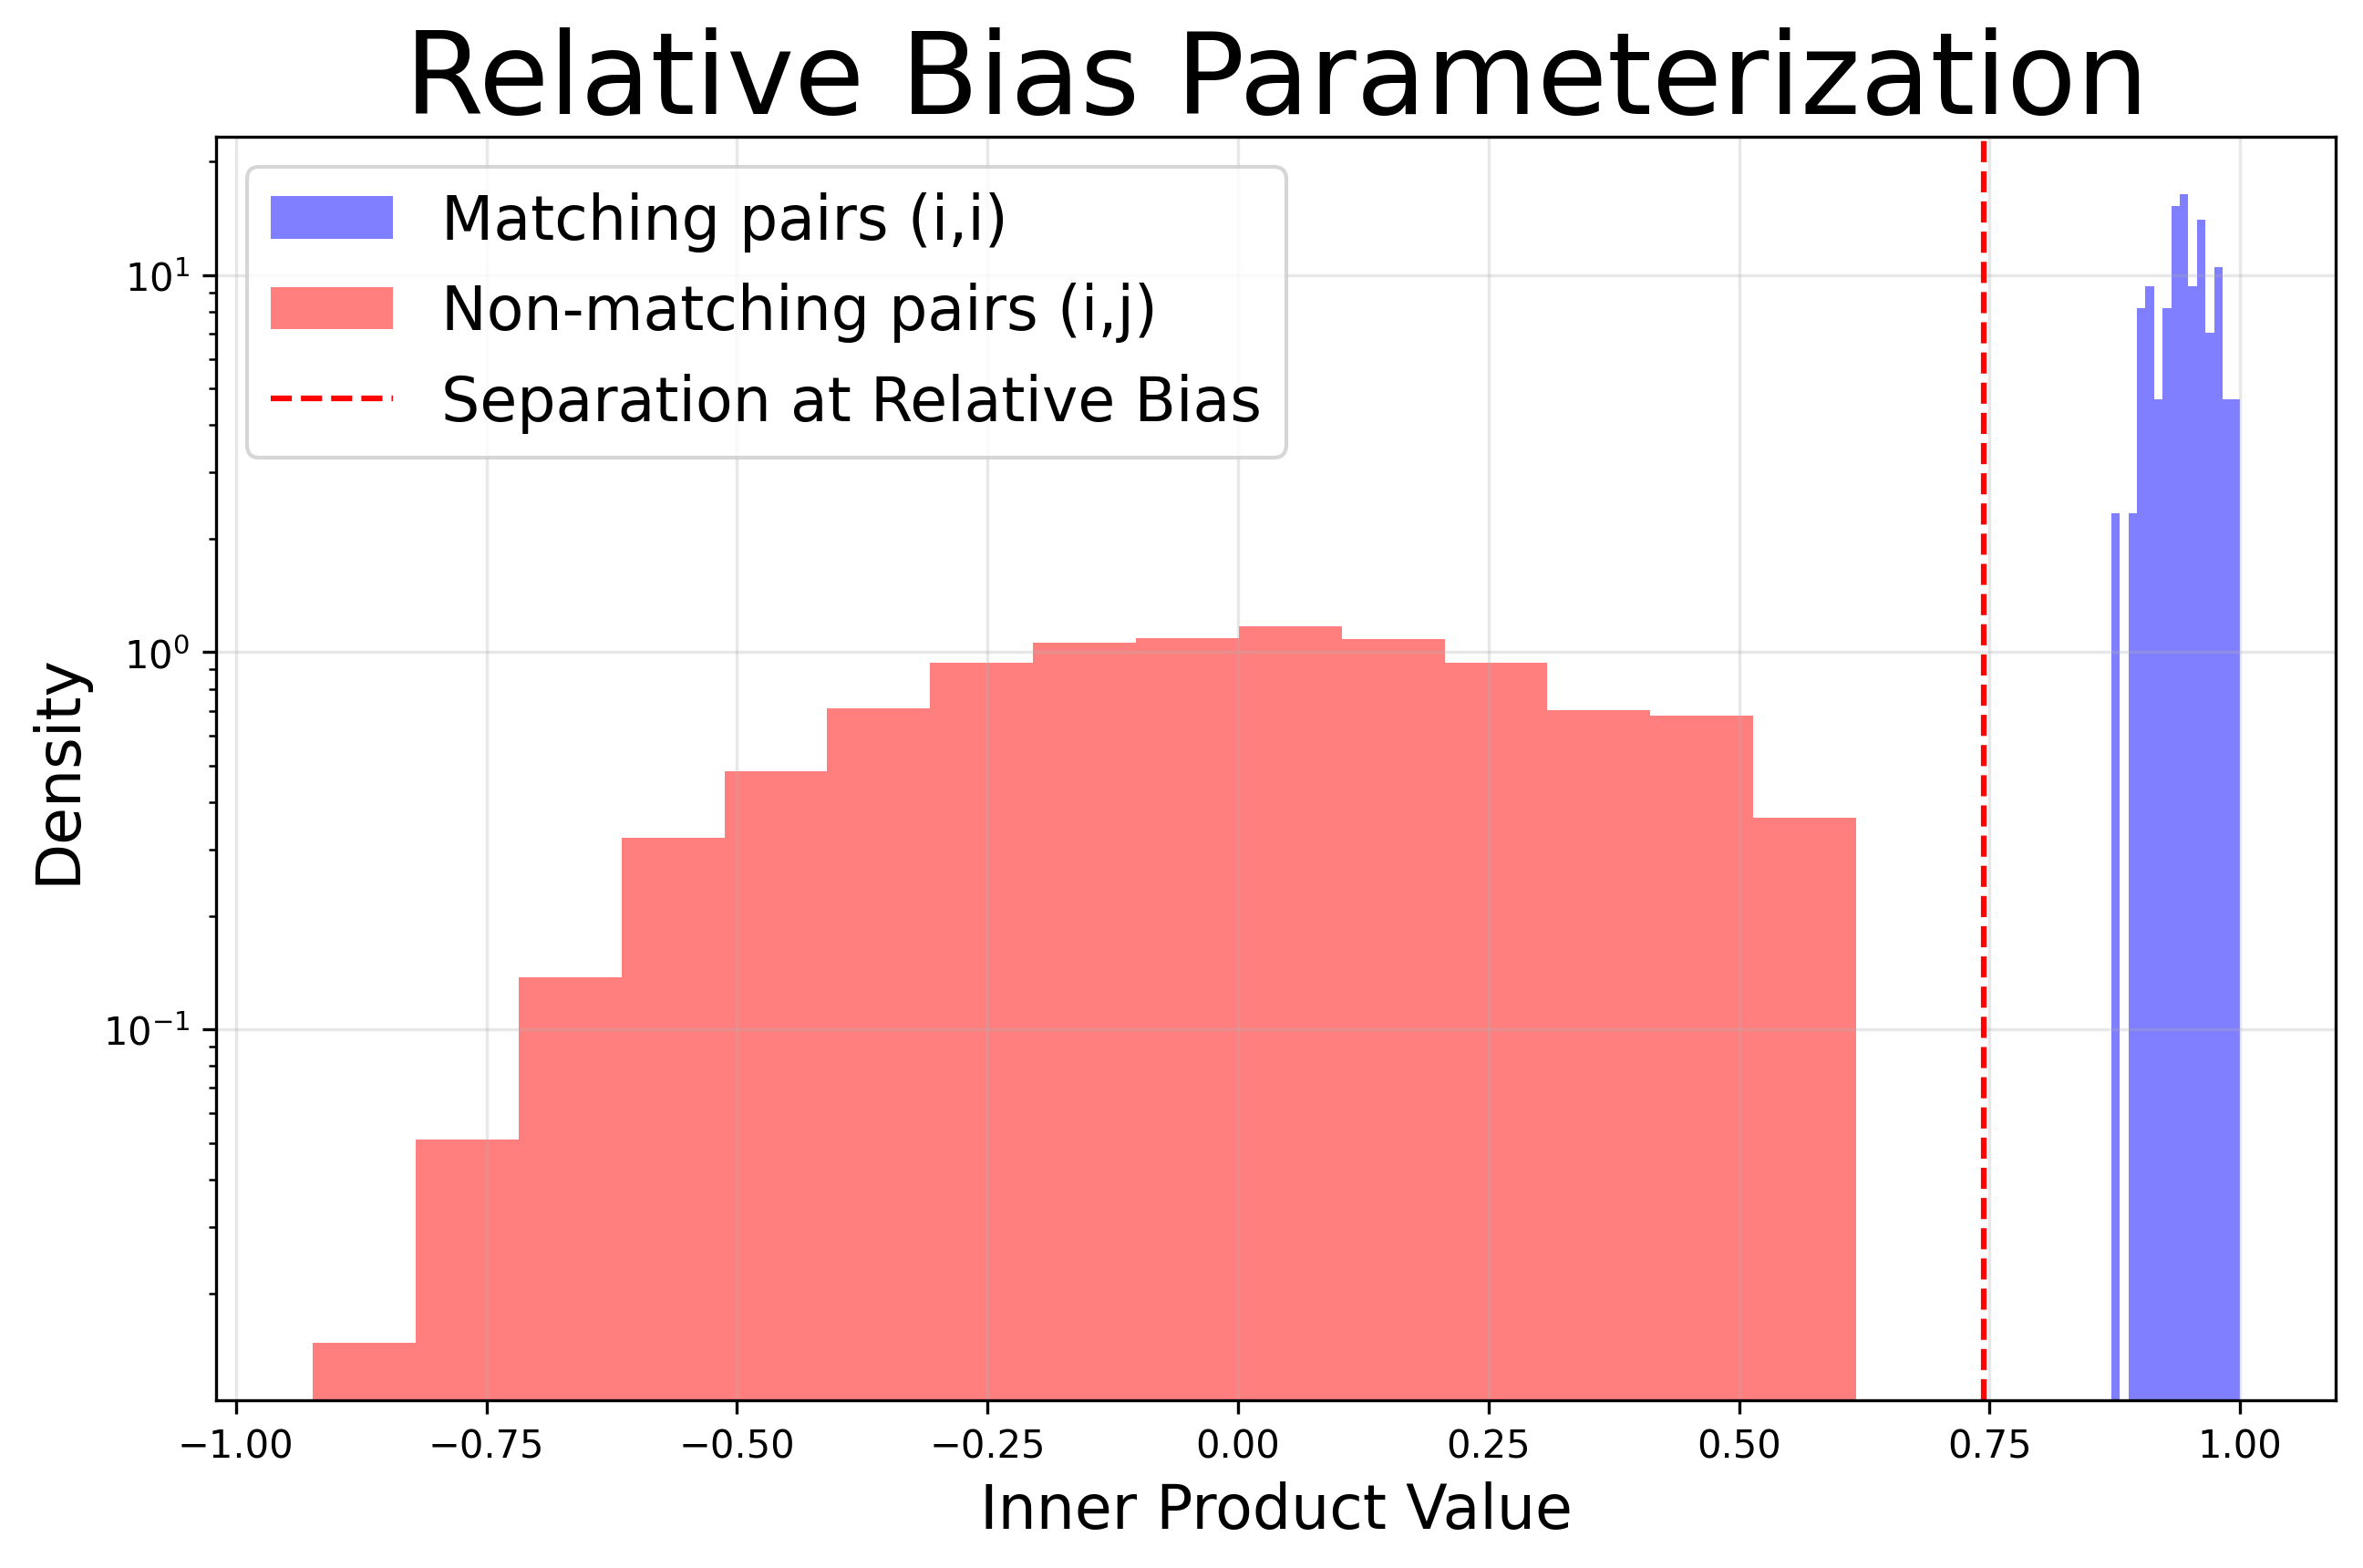 Relative Bias Parameterization
Matching pairs (i,i)
Non-matching pairs (i,j)
Separation at Relative Bias
Density
10¹
10⁰
10⁻¹
−1.00 −0.75 −0.50 −0.25 0.00 0.25 0.50 0.75 1.00
Inner Product Value